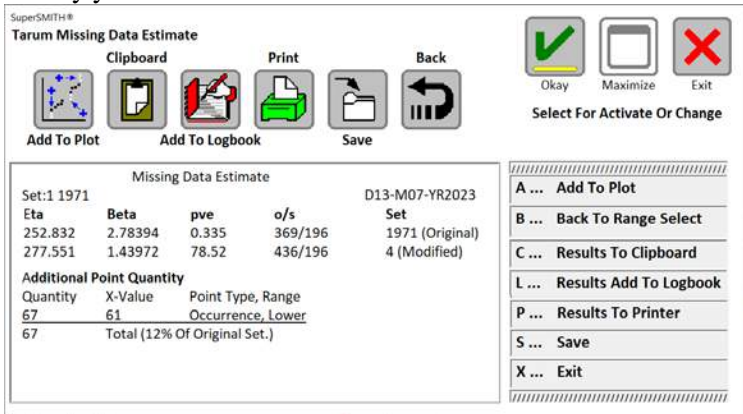 SuperSMITH®
Tarum Missing Data Estimate
Clipboard Print Back
Add To Plot Add To Logbook Save
Okay Maximize Exit
Select For Activate Or Change
Missing Data Estimate
Set:1 1971 D13-M07-YR2023
Eta Beta pve o/s Set
252.832 2.78394 0.335 369/196 1971 (Original)
277.551 1.43972 78.52 436/196 4 (Modified)
Additional Point Quantity
Quantity X-Value Point Type, Range
67 61 Occurrence, Lower
67 Total (12% Of Original Set.)
A ... Add To Plot
B ... Back To Range Select
C ... Results To Clipboard
L ... Results Add To Logbook
P ... Results To Printer
S ... Save
X ... Exit